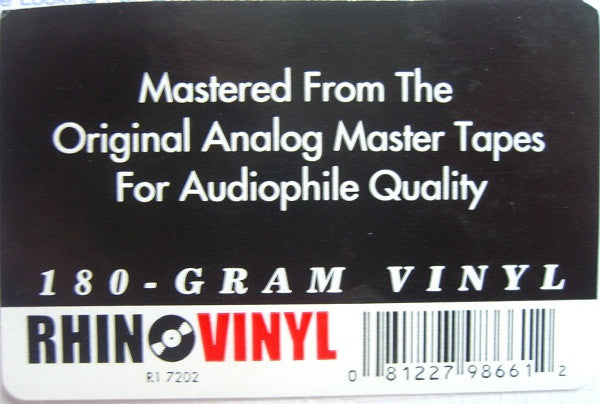 Mastered From The
Original Analog Master Tapes
For Audiophile Quality
180-GRAM VINYL
RHINO VINYL
R1 7202
0 81227 98661 2